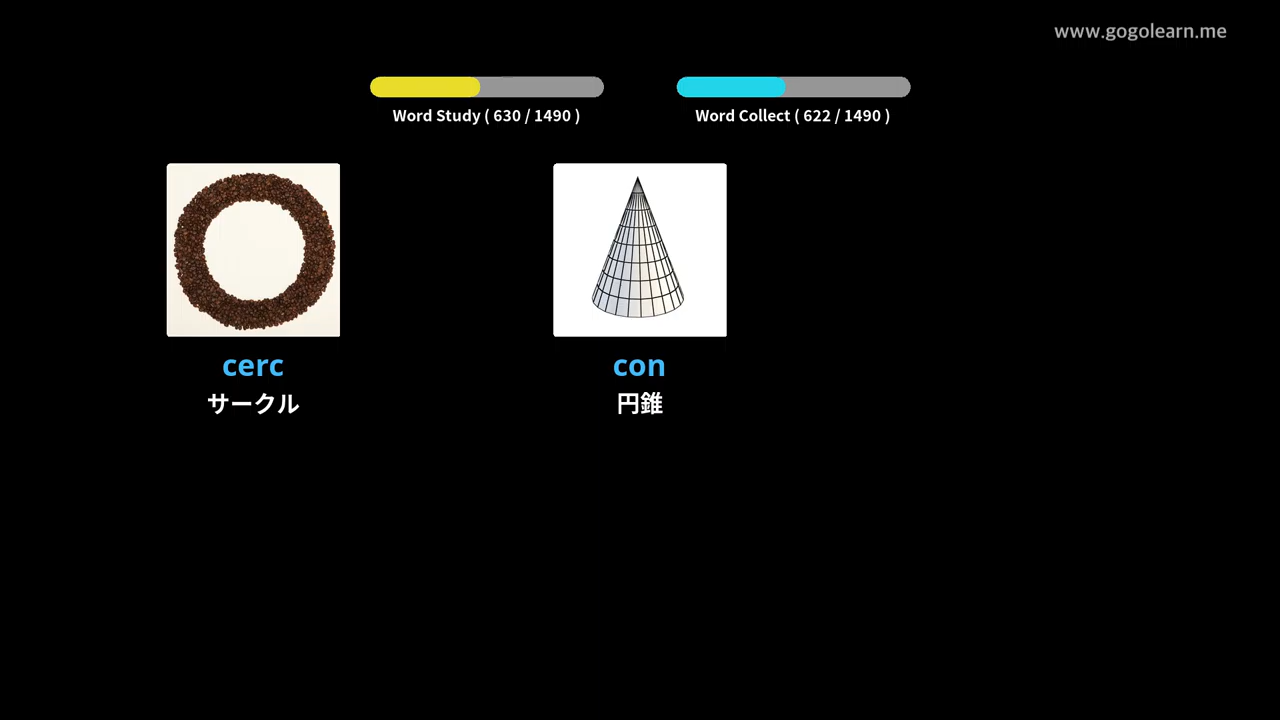 www.gogolearn.me
Word Study ( 630 / 1490 )
Word Collect ( 622 / 1490 )
cerc
サークル
con
円錐